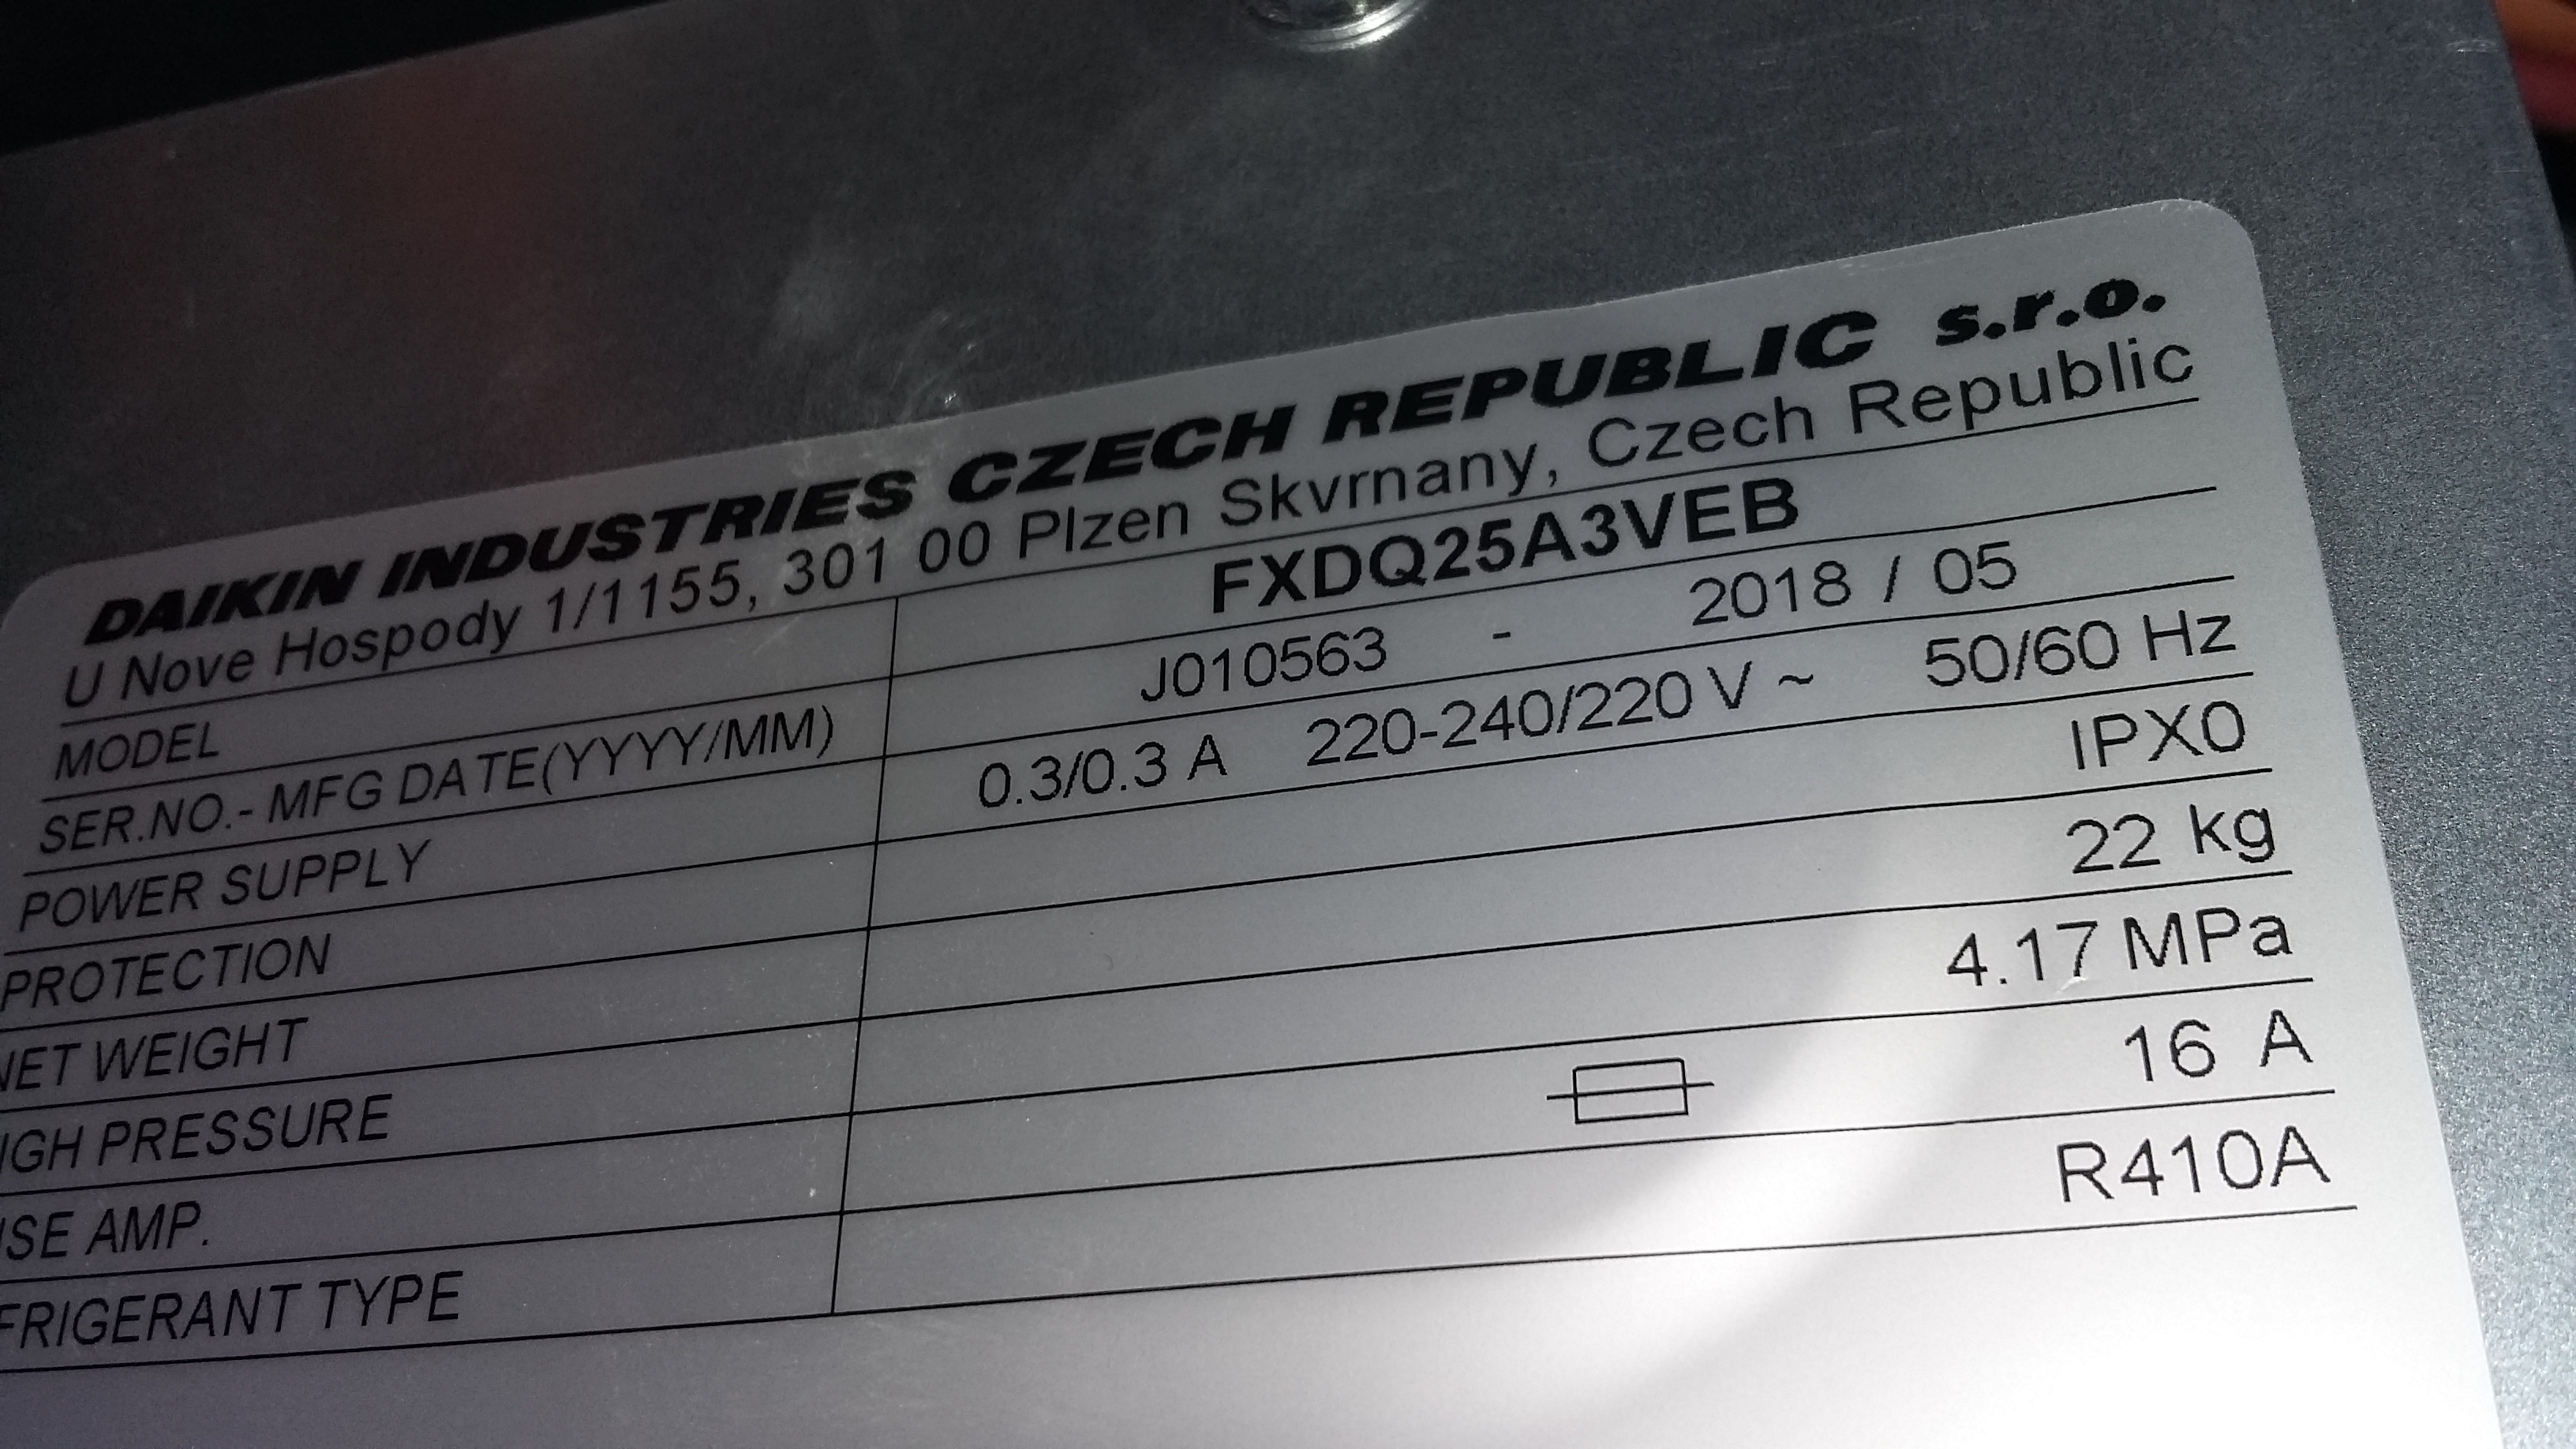 DAIKIN INDUSTRIES CZECH REPUBLIC s.r.o.
U Nove Hospody 1/1155, 301 00 Plzen Skvrnany, Czech Republic
MODEL FXDQ25A3VEB
SER.NO.- MFG DATE(YYYY/MM) J010563 - 2018 / 05
POWER SUPPLY 0.3/0.3 A 220-240/220 V ~ 50/60 Hz
PROTECTION IPX0
NET WEIGHT 22 kg
IGH PRESSURE 4.17 MPa
SE AMP. 16 A
FRIGERANT TYPE R410A